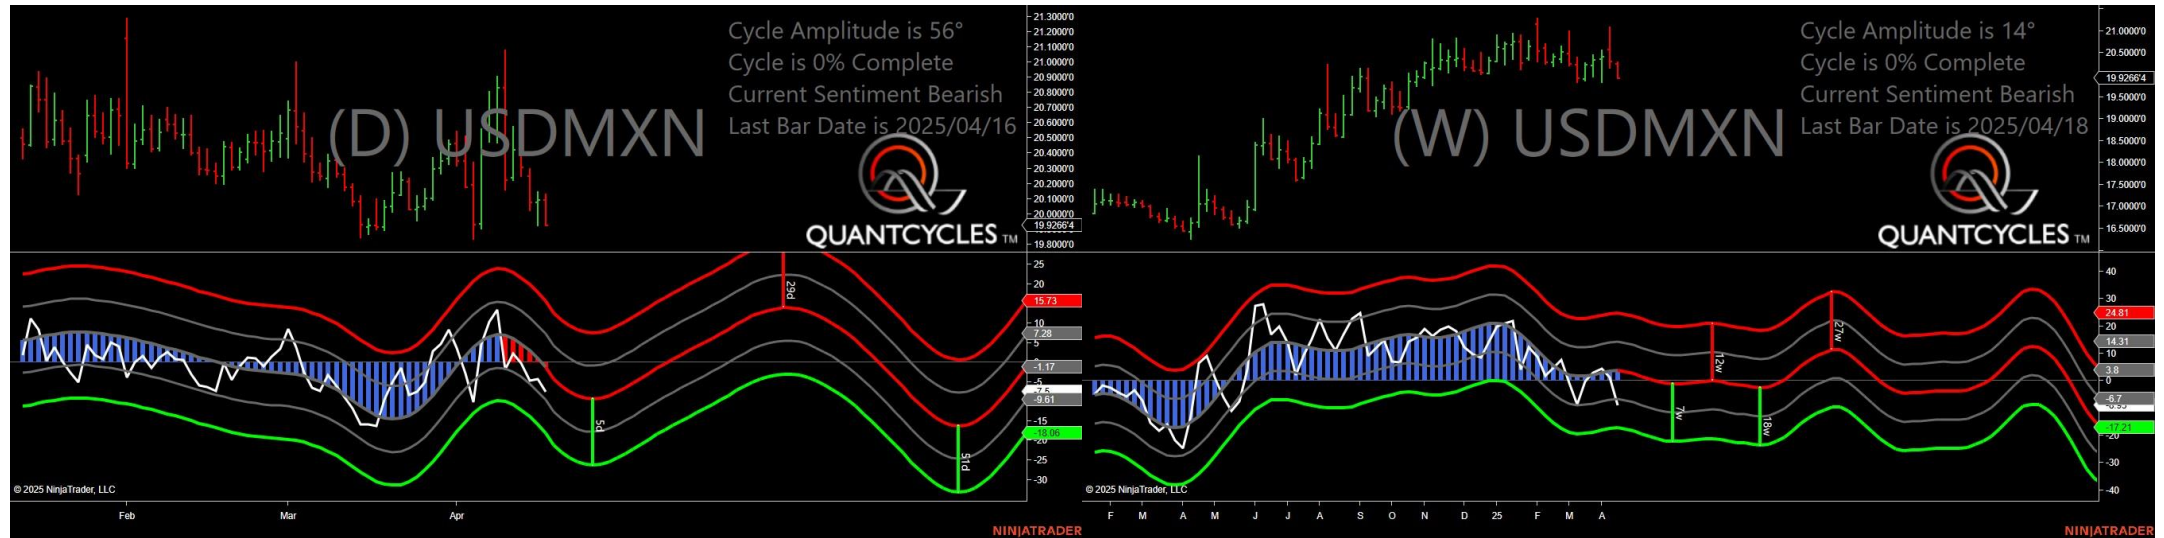 Cycle Amplitude is 56°
Cycle is 0% Complete
Current Sentiment Bearish
Last Bar Date is 2025/04/16
(D) USDMXN
QUANTCYCLES TM
21.3000'0
21.2000'0
21.1000'0
21.0000'0
20.9000'0
20.8000'0
20.7000'0
20.6000'0
20.5000'0
20.4000'0
20.3000'0
20.2000'0
20.1000'0
20.0000'0
19.9266'4
19.8000'0
25
20
15.73
10
7.28
5
-1.17
-5
-7.5
-9.61
-15
-18.06
-20
-25
-30
29d
5d
51d
© 2025 NinjaTrader, LLC
Feb Mar Apr
NINJATRADER
Cycle Amplitude is 14°
Cycle is 0% Complete
Current Sentiment Bearish
Last Bar Date is 2025/04/18
(W) USDMXN
QUANTCYCLES TM
21.0000'0
20.5000'0
19.9266'4
19.5000'0
19.0000'0
18.5000'0
18.0000'0
17.5000'0
17.0000'0
16.5000'0
40
30
24.81
20
14.31
10
3.8
0
-6.7
-17.21
-20
-30
-40
12w
27w
7w
18w
© 2025 NinjaTrader, LLC
F M A M J J A S O N D 25 F M A
NINJATRADER